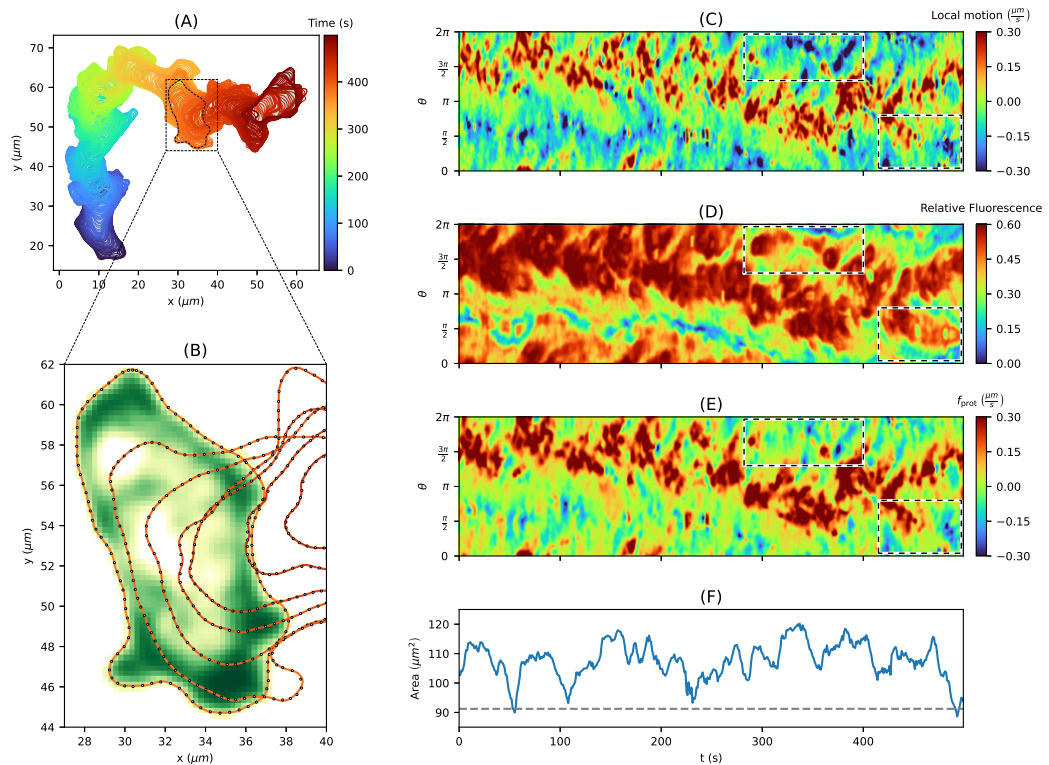 (A)
Time (s)
70
60
50
40
30
20
y (μm)
0
10
20
30
40
50
60
x (μm)
400
300
200
100
0
(B)
62
60
58
56
54
52
50
48
46
44
y (μm)
28
30
32
34
36
38
40
x (μm)
(C)
Local motion (μm/s)
2π
3π/2
π
π/2
0
θ
0.30
0.15
0.00
−0.15
−0.30
(D)
Relative Fluorescence
2π
3π/2
π
π/2
0
θ
0.60
0.45
0.30
0.15
0.00
(E)
f_prot (μm/s)
2π
3π/2
π
π/2
0
θ
0.30
0.15
0.00
−0.15
−0.30
(F)
120
110
100
90
Area (μm²)
0
100
200
300
400
t (s)